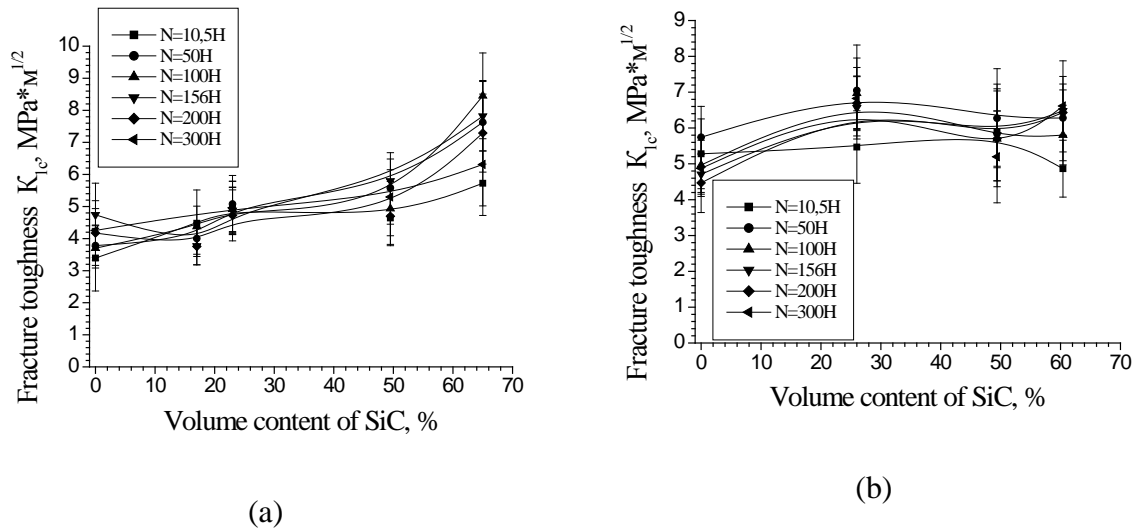 N=10,5H
N=50H
N=100H
N=156H
N=200H
N=300H
10
9
8
7
6
5
4
3
2
1
0
0 10 20 30 40 50 60 70
Fracture toughness K₁c, MPa*м^1/2
Volume content of SiC, %
(a)
9
8
7
6
5
4
3
2
1
0
N=10,5H
N=50H
N=100H
N=156H
N=200H
N=300H
0 10 20 30 40 50 60 70
Fracture toughness K₁c, MPa*м^1/2
Volume content of SiC, %
(b)